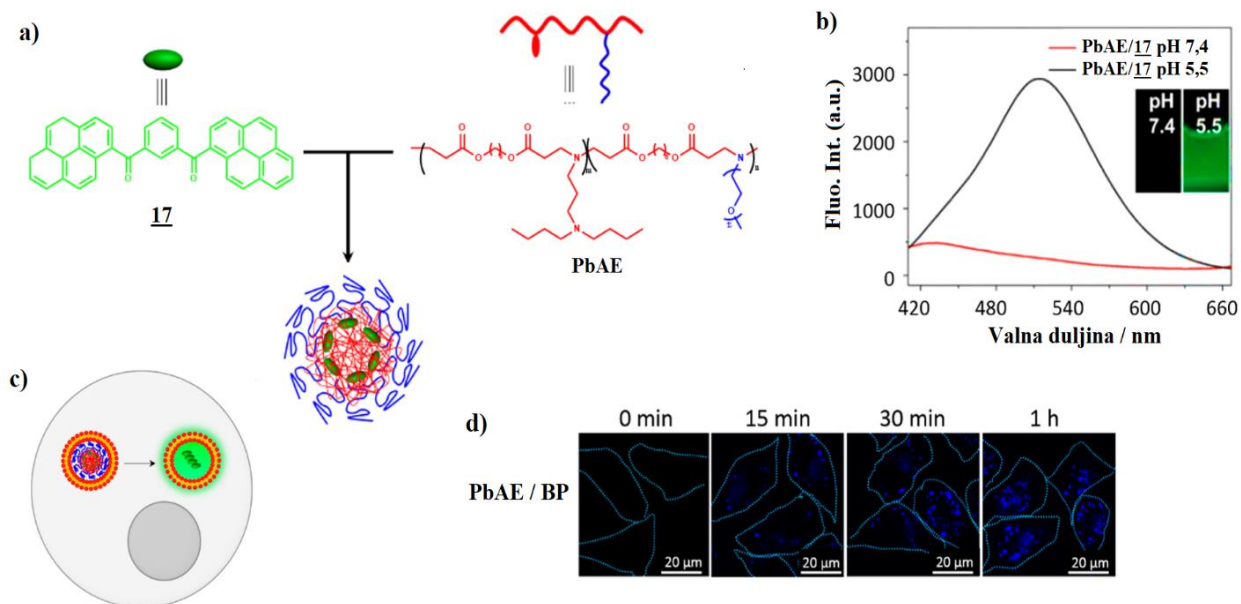 a)
O
O
17
O
O
O
O
N
m
O
O
O
O
N
n
O
N
PbAE
b)
PbAE/17 pH 7,4
PbAE/17 pH 5,5
Fluo. Int. (a.u.)
3000
2000
1000
0
pH
7.4
pH
5.5
420
480
540
600
660
Valna duljina / nm
c)
d)
0 min
15 min
30 min
1 h
PbAE / BP
20 µm
20 µm
20 µm
20 µm